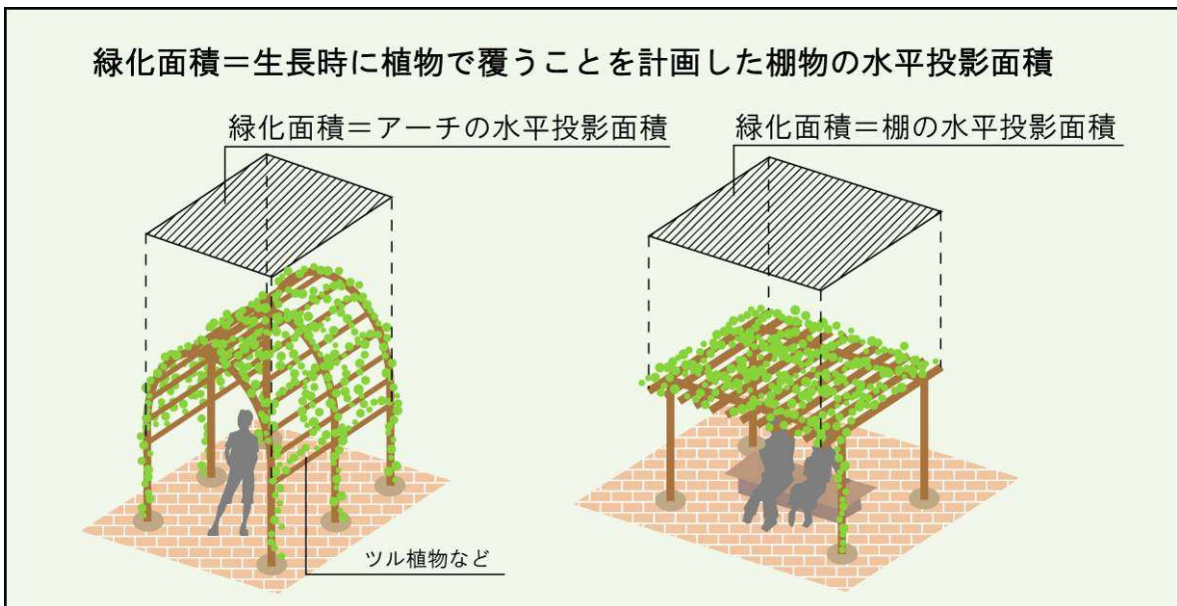 緑化面積＝生長時に植物で覆うことを計画した棚物の水平投影面積
緑化面積＝アーチの水平投影面積
緑化面積＝棚の水平投影面積
ツル植物など